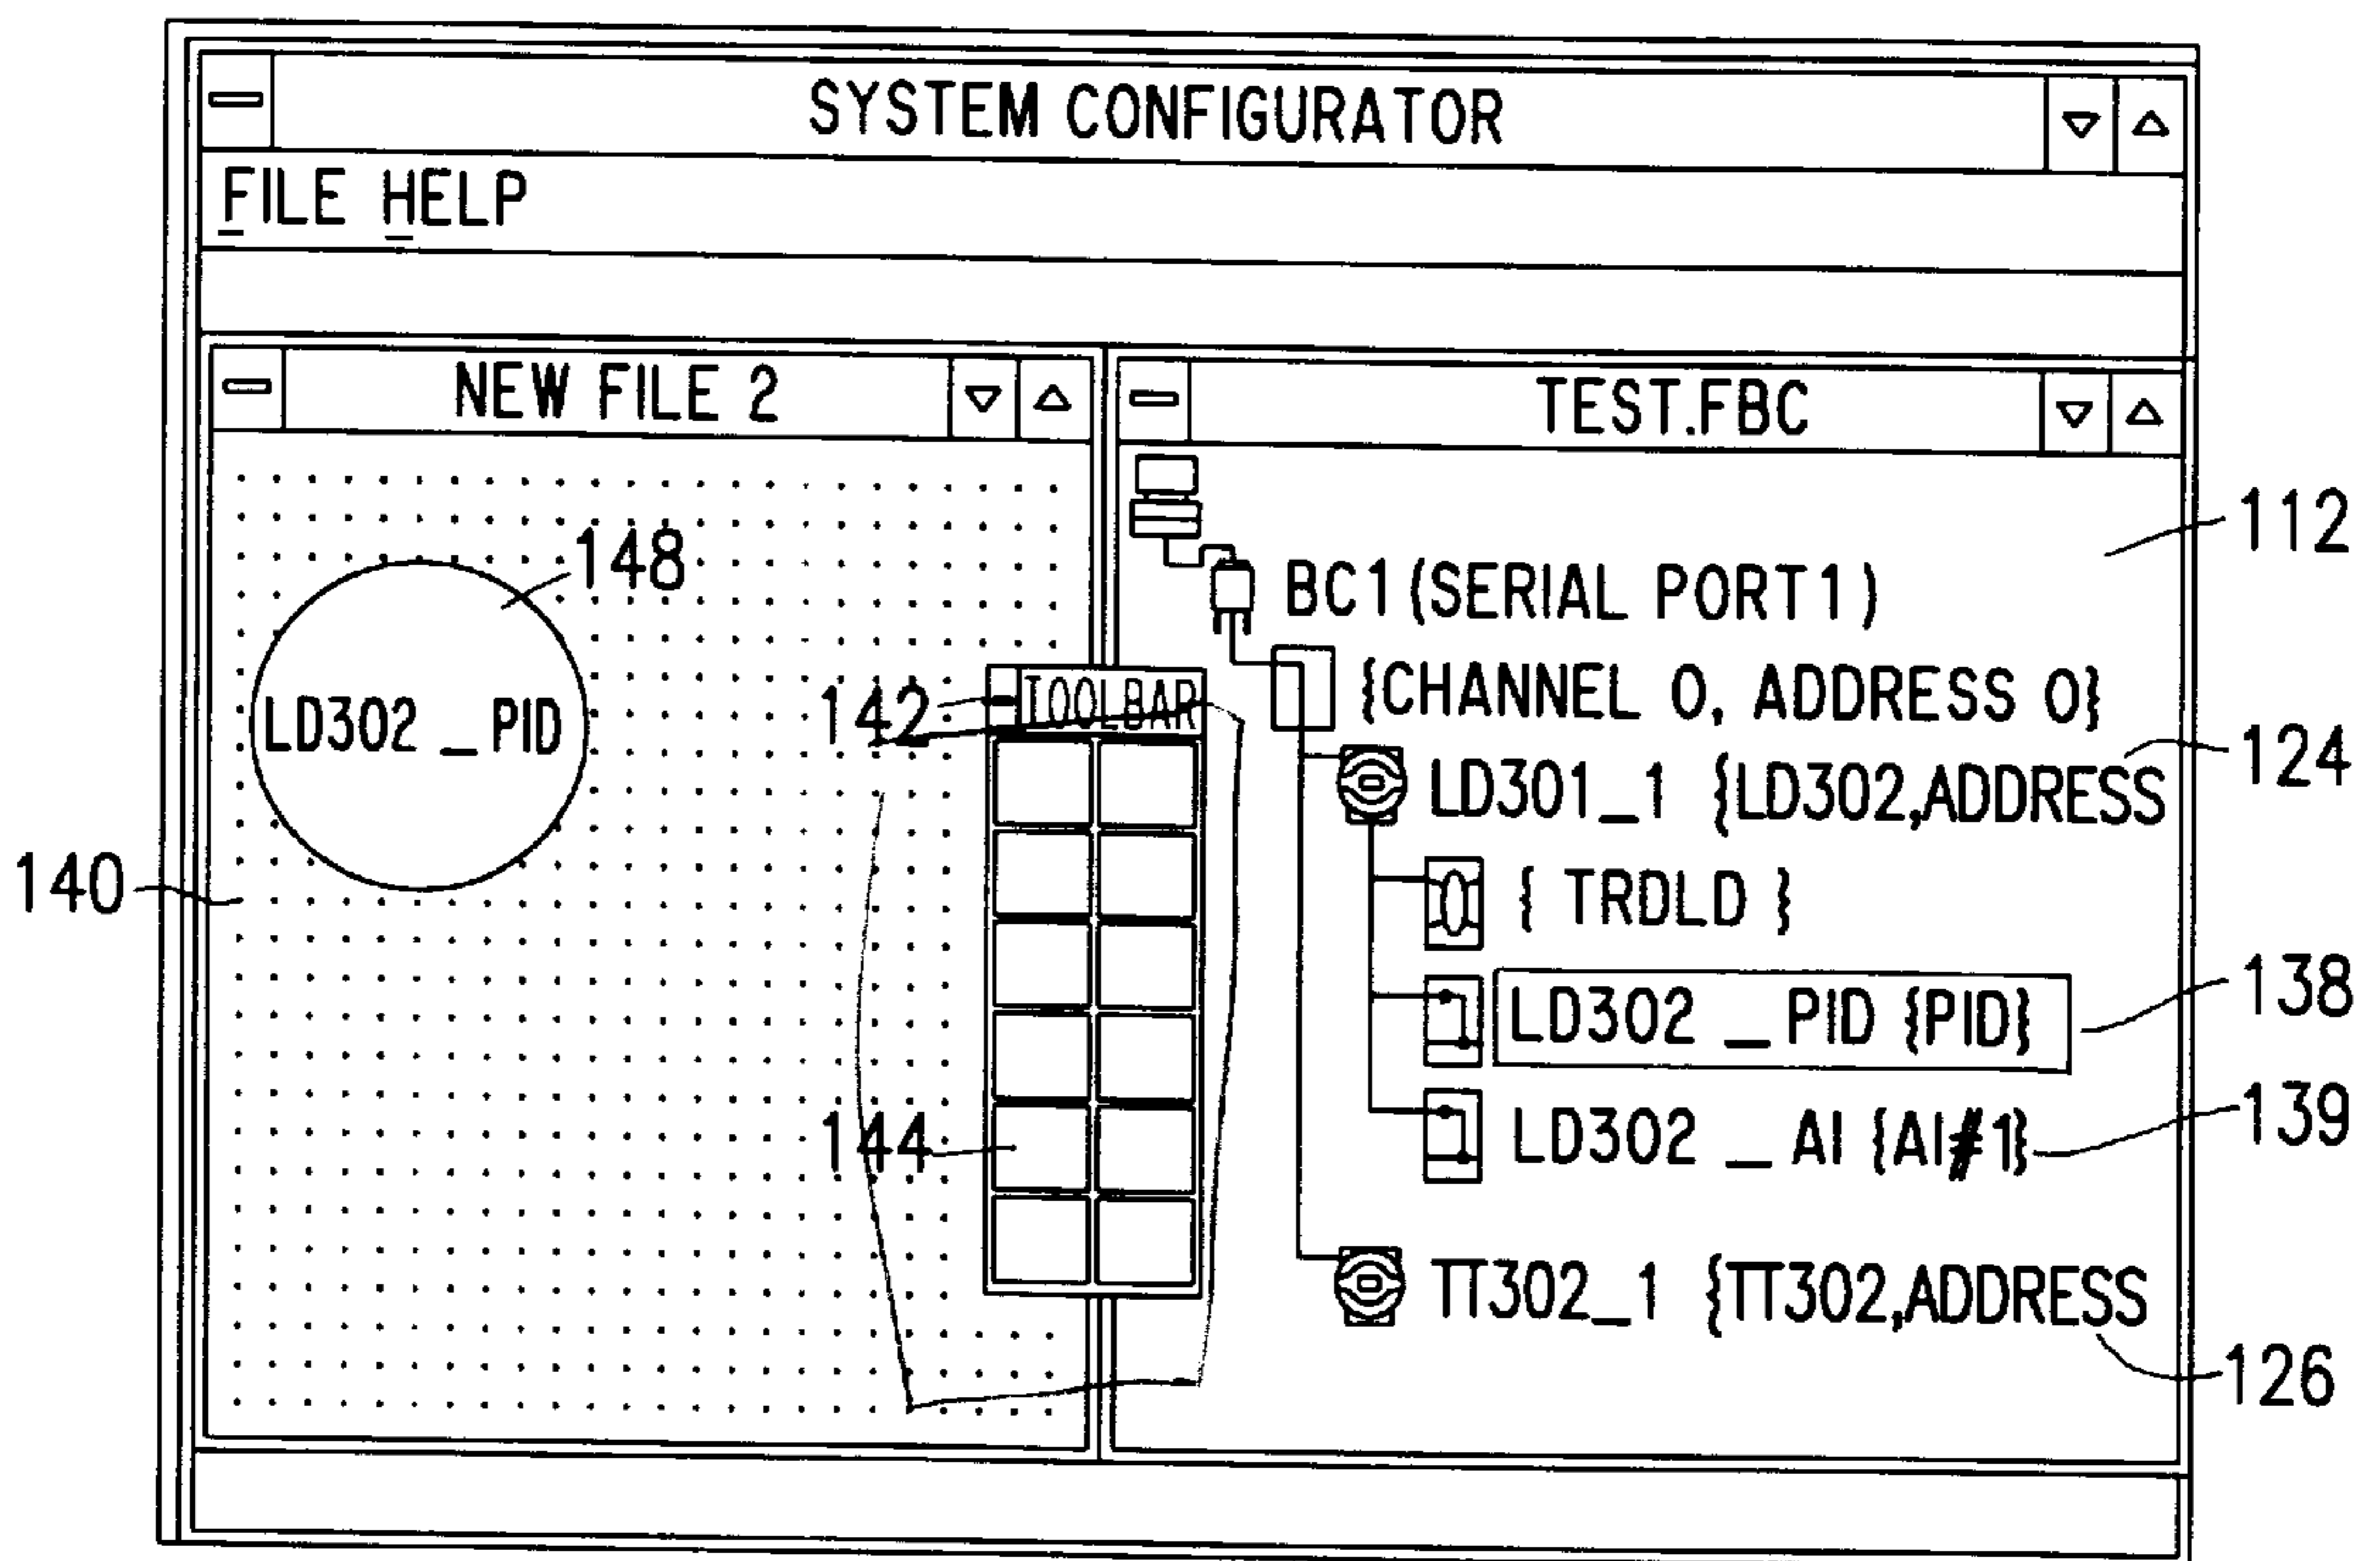 SYSTEM CONFIGURATOR
FILE HELP
NEW FILE 2
TEST.FBC
112
148
BC1 (SERIAL PORT 1)
LD302 _ PID
142
TOOLBAR
{CHANNEL 0, ADDRESS 0}
124
LD301_1 {LD302,ADDRESS
140
{ TRDLD }
138
LD302 _ PID {PID}
144
139
LD302 _ AI {AI#1}
TT302_1 {TT302,ADDRESS
126